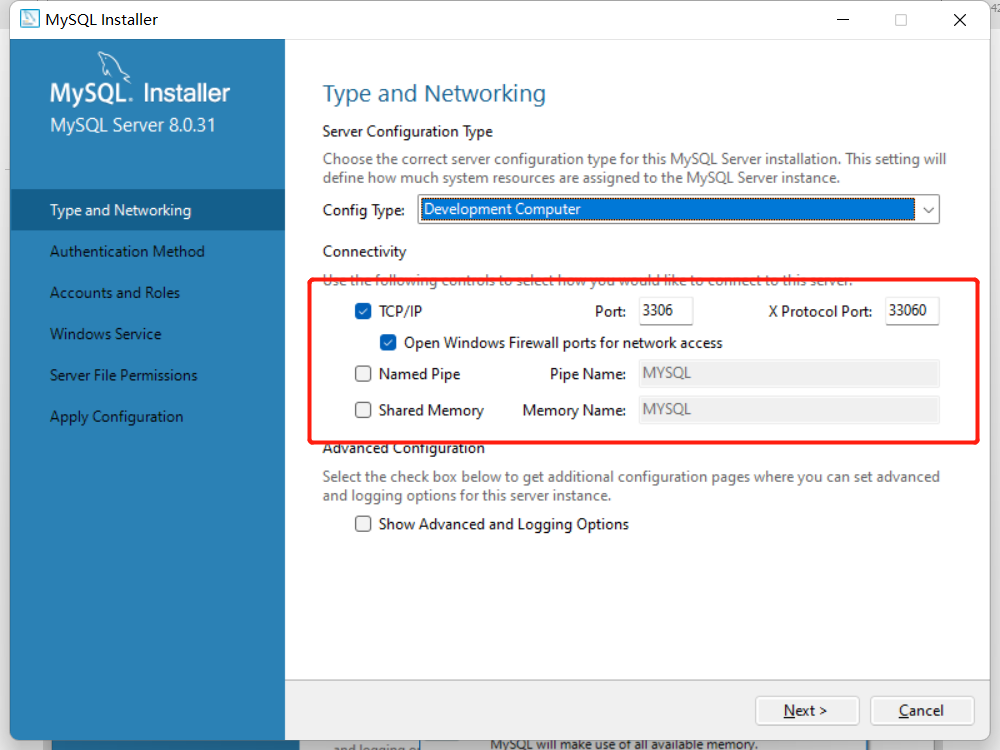 MySQL Installer
MySQL. Installer
MySQL Server 8.0.31
Type and Networking
Authentication Method
Accounts and Roles
Windows Service
Server File Permissions
Apply Configuration
Type and Networking
Server Configuration Type
Choose the correct server configuration type for this MySQL Server installation. This setting will
define how much system resources are assigned to the MySQL Server instance.
Config Type: Development Computer
Connectivity
Use the following controls to select how you would like to connect to this server.
TCP/IP Port: 3306 X Protocol Port: 33060
Open Windows Firewall ports for network access
Named Pipe Pipe Name: MYSQL
Shared Memory Memory Name: MYSQL
Advanced Configuration
Select the check box below to get additional configuration pages where you can set advanced
and logging options for this server instance.
Show Advanced and Logging Options
Next > Cancel
and logging
MySQL will make use of all available memory.